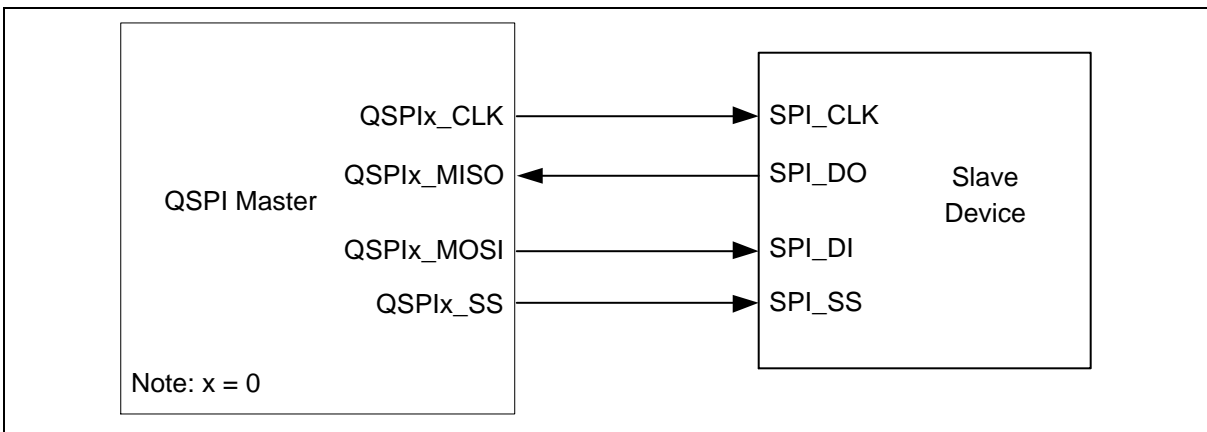 QSPIx_CLK
SPI_CLK
QSPIx_MISO
SPI_DO
QSPI Master
Slave
Device
QSPIx_MOSI
SPI_DI
QSPIx_SS
SPI_SS
Note: x = 0